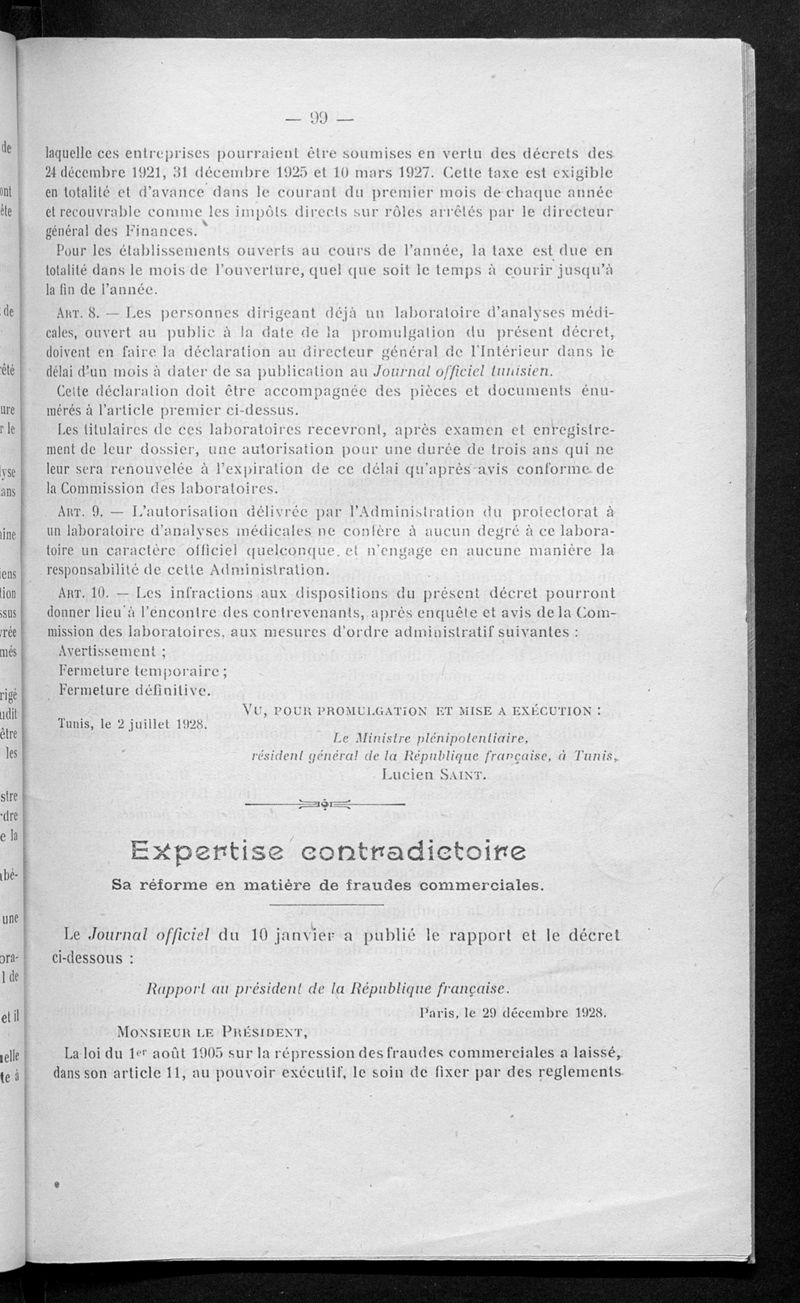 — 99 —
laquelle ces entreprises pourraient être soumises en vertu des décrets des
24 décembre 1921, 31 décembre 1925 et 10 mars 1927. Cette taxe est exigible
en totalité et d'avance dans le courant du premier mois de chaque année
et recouvrable comme les impôts directs sur rôles arrêtés par le directeur
général des Finances.
Pour les établissements ouverts au cours de l'année, la taxe est due en
totalité dans le mois de l'ouverture, quel que soit le temps à courir jusqu'à
la fin de l'année.
ART. 8. — Les personnes dirigeant déjà un laboratoire d'analyses médi-
cales, ouvert au public à la date de la promulgation du présent décret,
doivent en faire la déclaration au directeur général de l'Intérieur dans le
délai d'un mois à dater de sa publication au Journal officiel tunisien.
Cette déclaration doit être accompagnée des pièces et documents énu-
mérés à l'article premier ci-dessus.
Les titulaires de ces laboratoires recevront, après examen et enregistre-
ment de leur dossier, une autorisation pour une durée de trois ans qui ne
leur sera renouvelée à l'expiration de ce délai qu'après avis conforme de
la Commission des laboratoires.
ART. 9. — L'autorisation délivrée par l'Administration du protectorat à
un laboratoire d'analyses médicales ne confère à aucun degré à ce labora-
toire un caractère officiel quelconque, et n'engage en aucune manière la
responsabilité de cette Administration.
ART. 10. — Les infractions aux dispositions du présent décret pourront
donner lieu à l'encontre des contrevenants, après enquête et avis de la Com-
mission des laboratoires, aux mesures d'ordre administratif suivantes :
Avertissement ;
Fermeture temporaire ;
Fermeture définitive.
VU, POUR PROMULGATION ET MISE A EXÉCUTION :
Tunis, le 2 juillet 1928.
Le Ministre plénipotentiaire,
résident général de la République française, à Tunis,
Lucien SAINT.
Expertise contradictoire
Sa réforme en matière de fraudes commerciales.
Le Journal officiel du 10 janvier a publié le rapport et le décret
ci-dessous :
Rapport au président de la République française.
Paris, le 29 décembre 1928.
MONSIEUR LE PRÉSIDENT,
La loi du 1er août 1905 sur la répression des fraudes commerciales a laissé,
dans son article 11, au pouvoir exécutif, le soin de fixer par des reglements